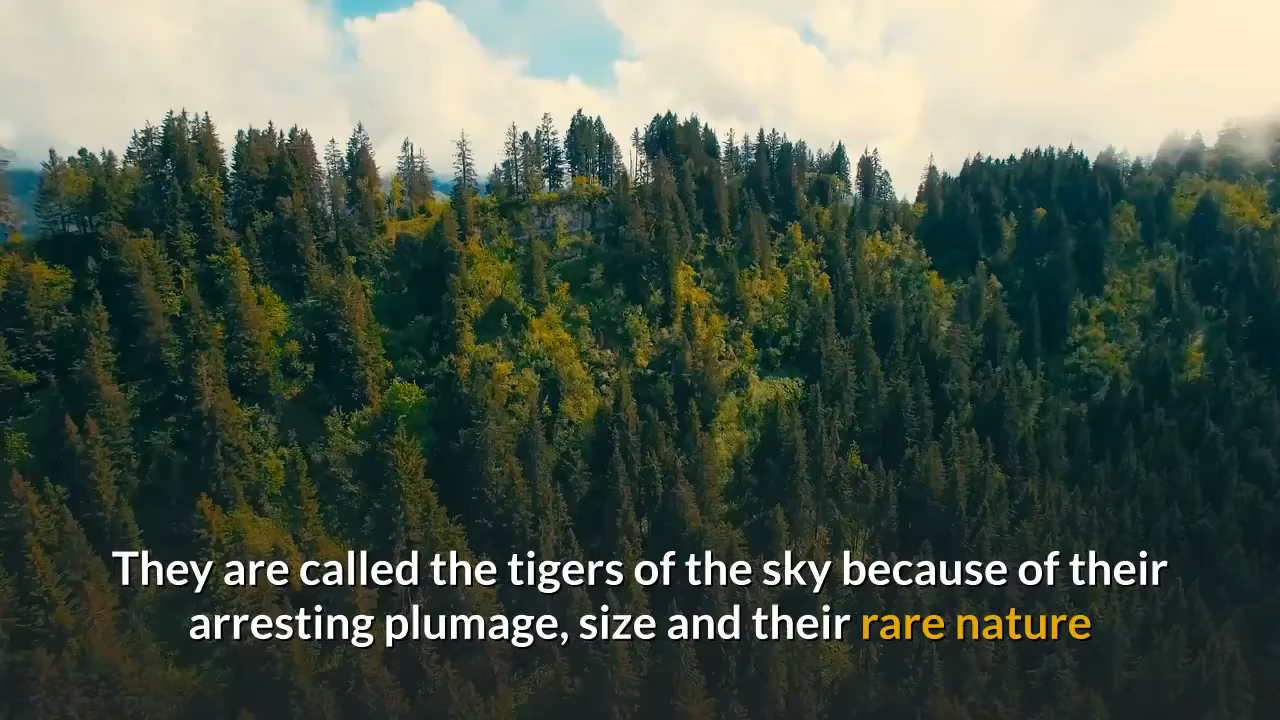 They are called the tigers of the sky because of their
arresting plumage, size and their rare nature